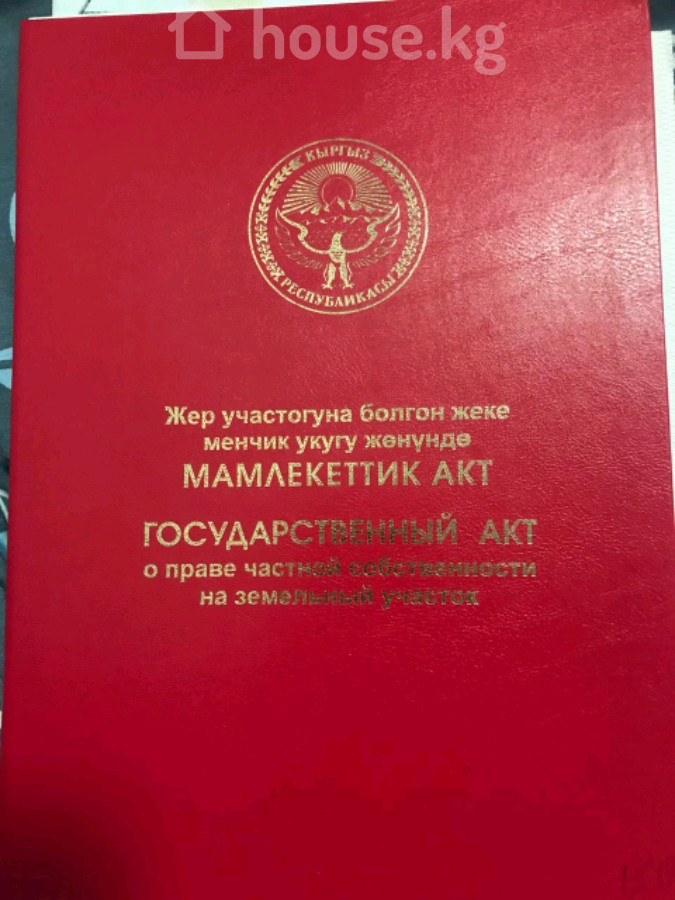 house.kg
КЫРГЫЗ
РЕСПУБЛИКАСЫ
Жер участогуна болгон жеке
менчик укугу жөнүндө
МАМЛЕКЕТТИК АКТ
ГОСУДАРСТВЕННЫЙ АКТ
о праве частной собственности
на земельный участок